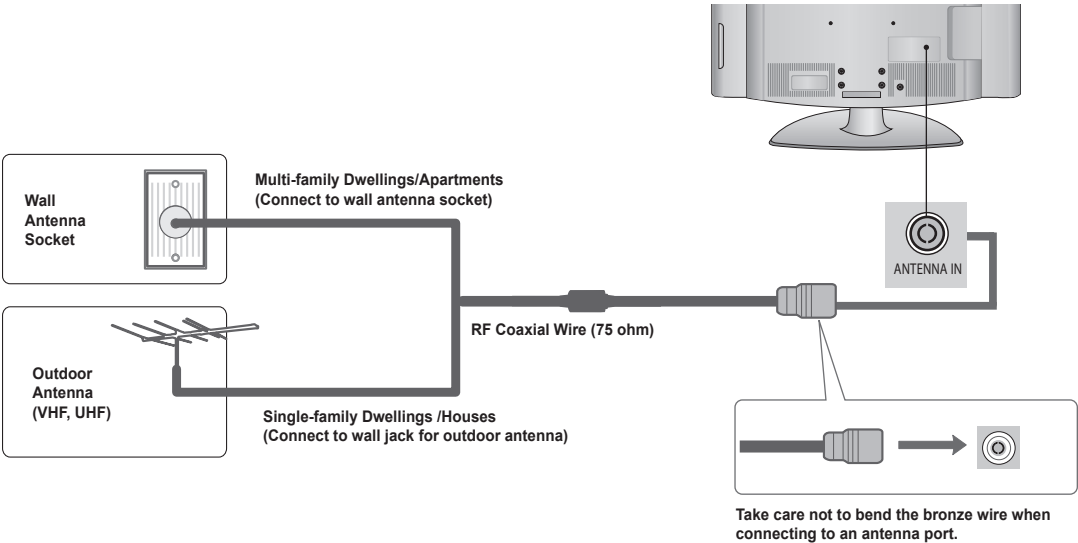 Wall
Antenna
Socket
Multi-family Dwellings/Apartments
(Connect to wall antenna socket)
ANTENNA IN
RF Coaxial Wire (75 ohm)
Outdoor
Antenna
(VHF, UHF)
Single-family Dwellings /Houses
(Connect to wall jack for outdoor antenna)
Take care not to bend the bronze wire when
connecting to an antenna port.